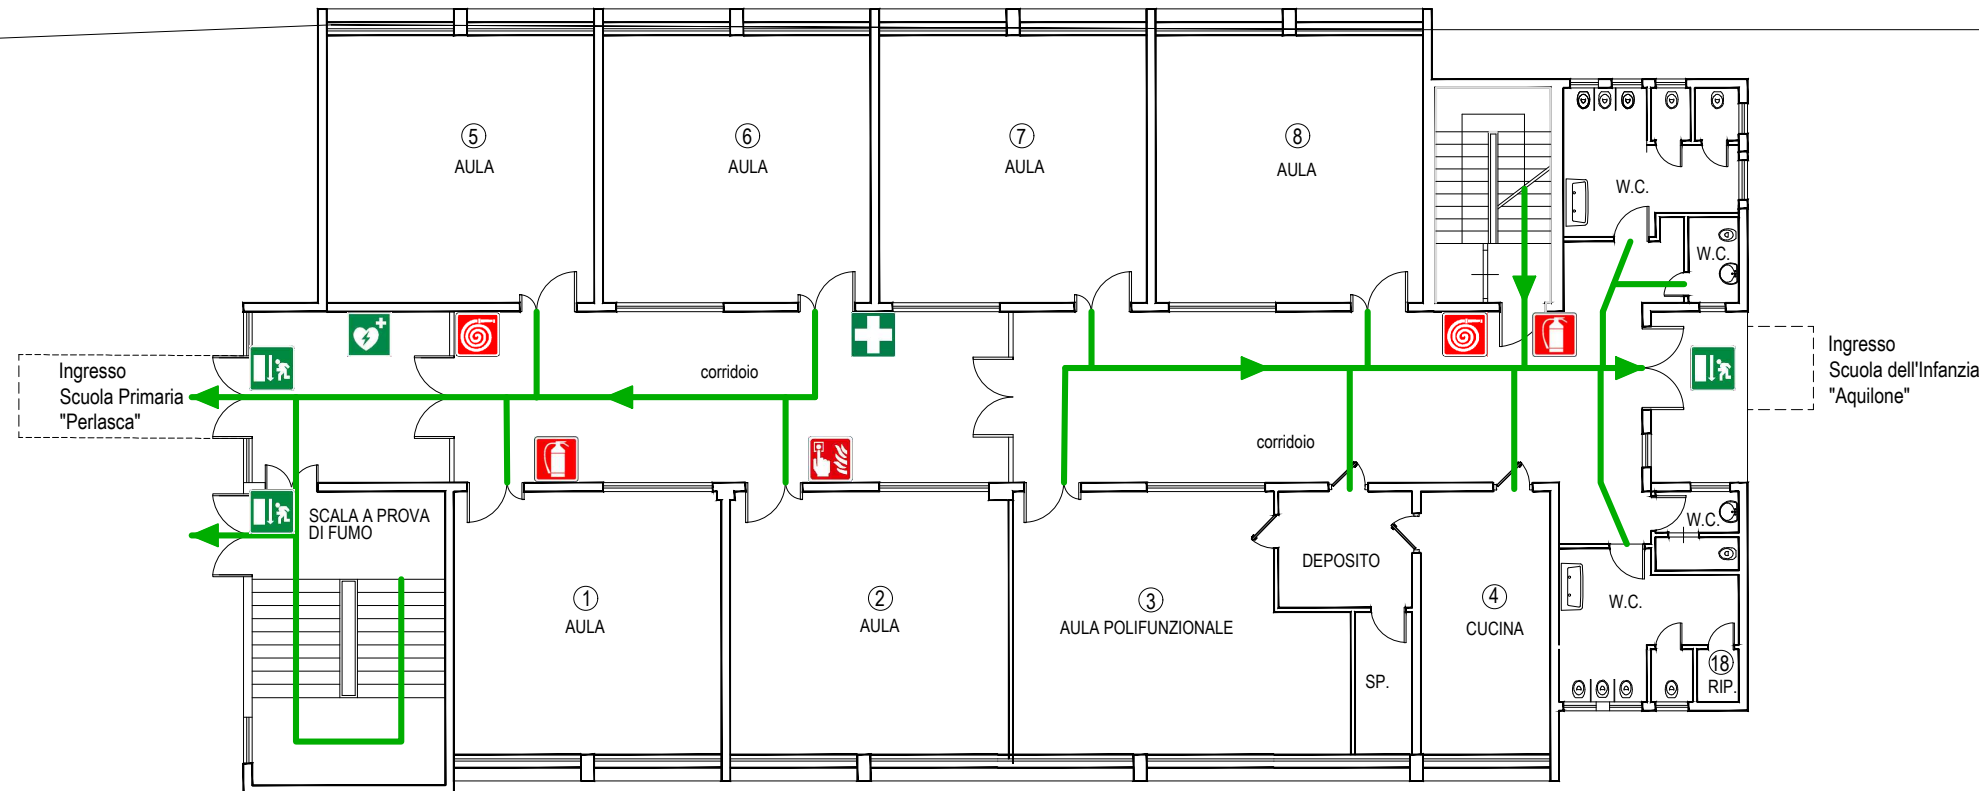 5
AULA
6
AULA
7
AULA
8
AULA
W.C.
W.C.
Ingresso
Scuola Primaria
"Perlasca"
corridoio
corridoio
Ingresso
Scuola dell'Infanzia
"Aquilone"
SCALA A PROVA
DI FUMO
1
AULA
2
AULA
3
AULA POLIFUNZIONALE
DEPOSITO
SP.
4
CUCINA
W.C.
W.C.
18
RIP.